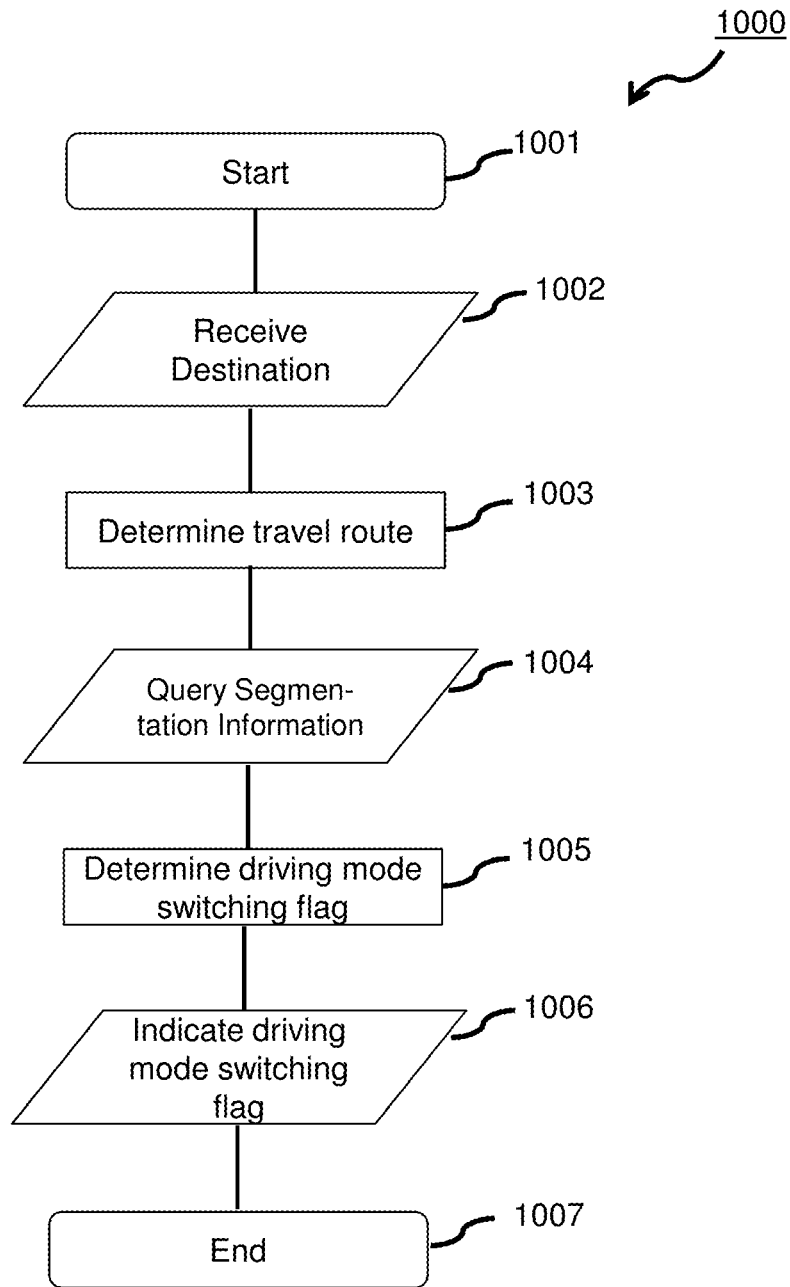 1000
1001
Start
1002
Receive
Destination
1003
Determine travel route
1004
Query Segmen-
tation Information
1005
Determine driving mode
switching flag
1006
Indicate driving
mode switching
flag
1007
End